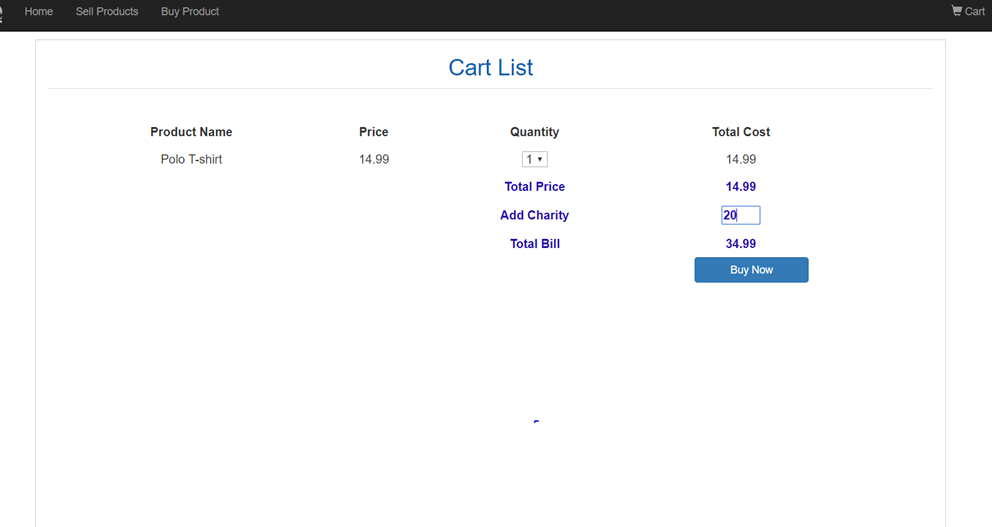 Home Sell Products Buy Product Cart
Cart List
Product Name Price Quantity Total Cost
Polo T-shirt 14.99 1 14.99
Total Price 14.99
Add Charity 20
Total Bill 34.99
Buy Now